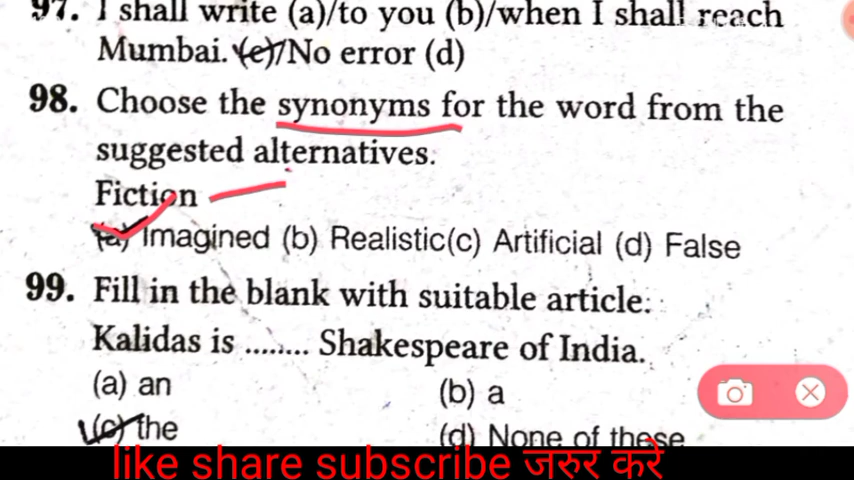 97. I shall write (a)/to you (b)/when I shall reach
Mumbai. (c)/No error (d)
98. Choose the synonyms for the word from the
suggested alternatives.
Fiction
(a) Imagined (b) Realistic(c) Artificial (d) False
99. Fill in the blank with suitable article.
Kalidas is ........ Shakespeare of India.
(a) an (b) a
(c) the (d) None of these
like share subscribe जरुर करे